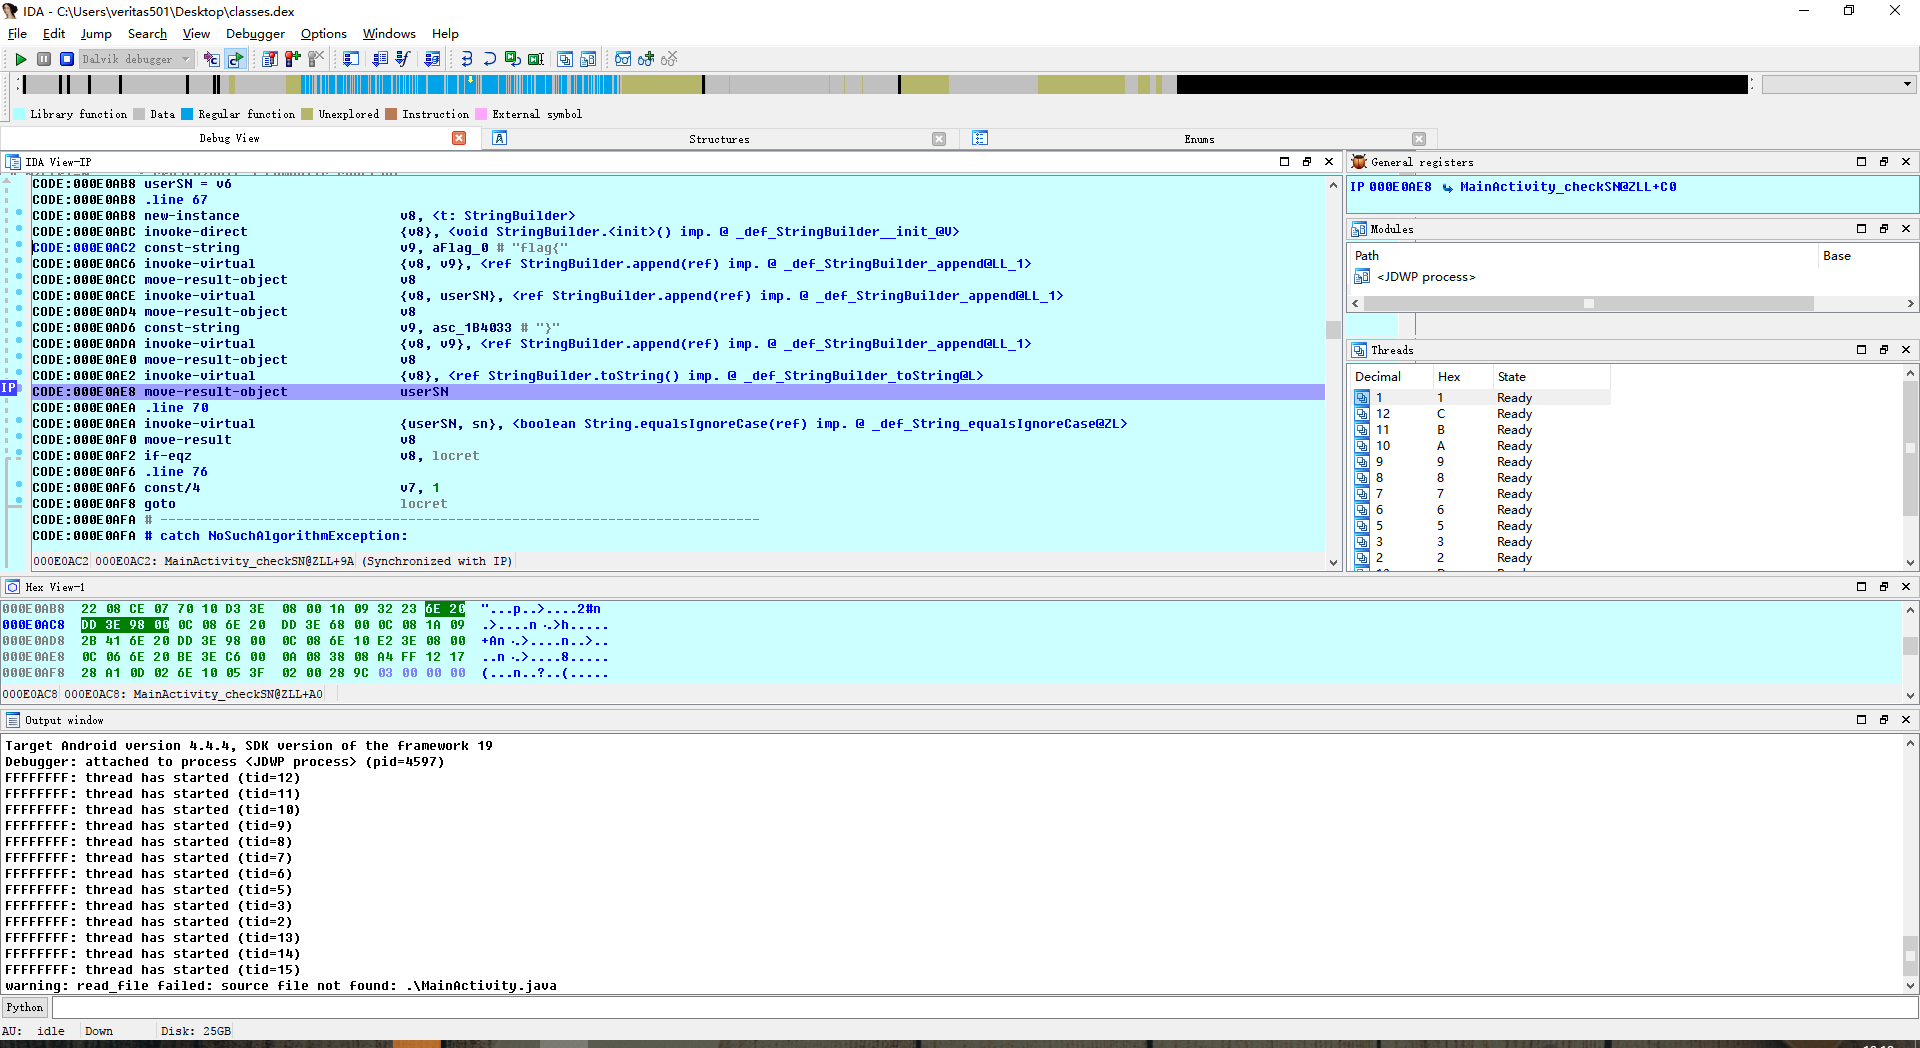 IDA - C:\Users\veritas501\Desktop\classes.dex
File Edit Jump Search View Debugger Options Windows Help
Dalvik debugger
Library function Data Regular function Unexplored Instruction External symbol
Debug View Structures Enums
IDA View-IP
CODE:000E0AB8 userSN = v6
CODE:000E0AB8 .line 67
CODE:000E0AB8 new-instance v8, <t: StringBuilder>
CODE:000E0ABC invoke-direct {v8}, <void StringBuilder.<init>() imp. @ _def_StringBuilder__init_@V>
CODE:000E0AC2 const-string v9, aFlag_0 # "flag{"
CODE:000E0AC6 invoke-virtual {v8, v9}, <ref StringBuilder.append(ref) imp. @ _def_StringBuilder_append@LL_1>
CODE:000E0ACC move-result-object v8
CODE:000E0ACE invoke-virtual {v8, userSN}, <ref StringBuilder.append(ref) imp. @ _def_StringBuilder_append@LL_1>
CODE:000E0AD4 move-result-object v8
CODE:000E0AD6 const-string v9, asc_1B4033 # "}"
CODE:000E0ADA invoke-virtual {v8, v9}, <ref StringBuilder.append(ref) imp. @ _def_StringBuilder_append@LL_1>
CODE:000E0AE0 move-result-object v8
CODE:000E0AE2 invoke-virtual {v8}, <ref StringBuilder.toString() imp. @ _def_StringBuilder_toString@L>
IP CODE:000E0AE8 move-result-object userSN
CODE:000E0AEA .line 70
CODE:000E0AEA invoke-virtual {userSN, sn}, <boolean String.equalsIgnoreCase(ref) imp. @ _def_String_equalsIgnoreCase@ZL>
CODE:000E0AF0 move-result v8
CODE:000E0AF2 if-eqz v8, locret
CODE:000E0AF6 .line 76
CODE:000E0AF6 const/4 v7, 1
CODE:000E0AF8 goto locret
CODE:000E0AFA # ---------------------------------------------------------------------------
CODE:000E0AFA # catch NoSuchAlgorithmException:
000E0AC2 000E0AC2: MainActivity_checkSN@ZLL+9A (Synchronized with IP)
General registers
IP 000E0AE8 MainActivity_checkSN@ZLL+C0
Modules
Path Base
<JDWP process>
Threads
Decimal Hex State
1 1 Ready
12 C Ready
11 B Ready
10 A Ready
9 9 Ready
8 8 Ready
7 7 Ready
6 6 Ready
5 5 Ready
3 3 Ready
2 2 Ready
Hex View-1
000E0AB8 22 08 CE 07 70 10 D3 3E 08 00 1A 09 32 23 6E 20 "...p..>....2#n
000E0AC8 DD 3E 98 00 0C 08 6E 20 DD 3E 68 00 0C 08 1A 09 .>....n .>h.....
000E0AD8 2B 41 6E 20 DD 3E 98 00 0C 08 6E 10 E2 3E 08 00 +An .>....n..>..
000E0AE8 0C 06 6E 20 BE 3E C6 00 0A 08 38 08 A4 FF 12 17 ..n .>....8.....
000E0AF8 28 A1 0D 02 6E 10 05 3F 02 00 28 9C 03 00 00 00 (...n..?..(.....
000E0AC8 000E0AC8: MainActivity_checkSN@ZLL+A0
Output window
Target Android version 4.4.4, SDK version of the framework 19
Debugger: attached to process <JDWP process> (pid=4597)
FFFFFFFF: thread has started (tid=12)
FFFFFFFF: thread has started (tid=11)
FFFFFFFF: thread has started (tid=10)
FFFFFFFF: thread has started (tid=9)
FFFFFFFF: thread has started (tid=8)
FFFFFFFF: thread has started (tid=7)
FFFFFFFF: thread has started (tid=6)
FFFFFFFF: thread has started (tid=5)
FFFFFFFF: thread has started (tid=3)
FFFFFFFF: thread has started (tid=2)
FFFFFFFF: thread has started (tid=13)
FFFFFFFF: thread has started (tid=14)
FFFFFFFF: thread has started (tid=15)
warning: read_file failed: source file not found: .\MainActivity.java
Python
AU: idle Down Disk: 25GB